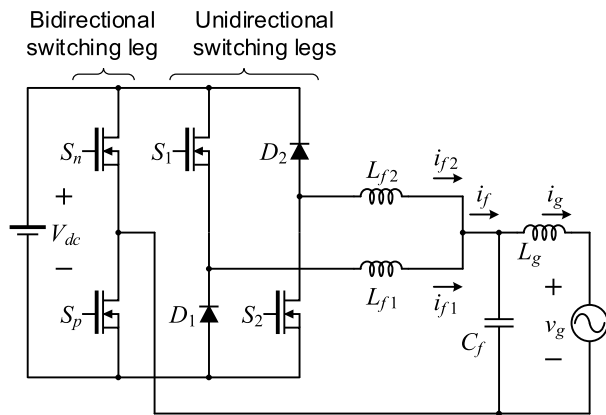 Bidirectional Unidirectional
switching leg switching legs
Sn S1 D2
Lf2 if2 if ig
+ Vdc −
Lg
Lf1 if1
Sp D1 S2
Cf
+ vg −